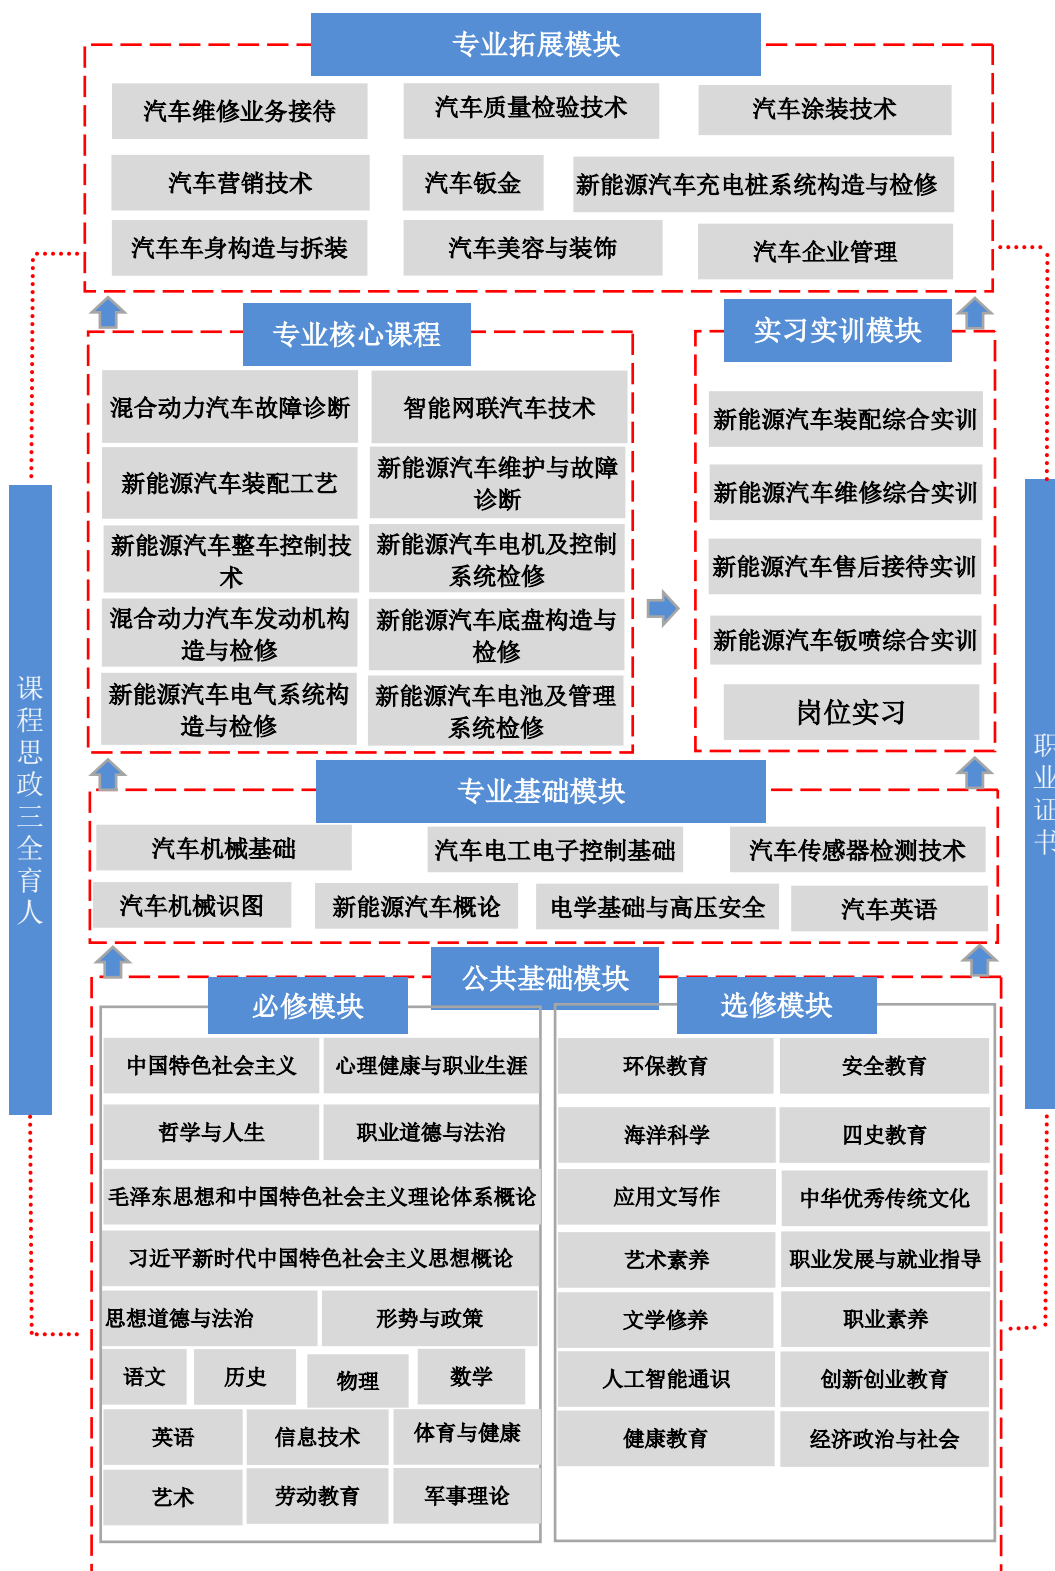 专业拓展模块
汽车维修业务接待
汽车质量检验技术
汽车涂装技术
汽车营销技术
汽车钣金
新能源汽车充电桩系统构造与检修
汽车车身构造与拆装
汽车美容与装饰
汽车企业管理
专业核心课程
混合动力汽车故障诊断
智能网联汽车技术
新能源汽车装配工艺
新能源汽车维护与故障
诊断
新能源汽车整车控制技
术
新能源汽车电机及控制
系统检修
混合动力汽车发动机构
造与检修
新能源汽车底盘构造与
检修
新能源汽车电气系统构
造与检修
新能源汽车电池及管理
系统检修
实习实训模块
新能源汽车装配综合实训
新能源汽车维修综合实训
新能源汽车售后接待实训
新能源汽车钣喷综合实训
岗位实习
课程思政三全育人
职业证书
专业基础模块
汽车机械基础
汽车电工电子控制基础
汽车传感器检测技术
汽车机械识图
新能源汽车概论
电学基础与高压安全
汽车英语
公共基础模块
必修模块
中国特色社会主义
心理健康与职业生涯
哲学与人生
职业道德与法治
毛泽东思想和中国特色社会主义理论体系概论
习近平新时代中国特色社会主义思想概论
思想道德与法治
形势与政策
语文
历史
物理
数学
英语
信息技术
体育与健康
艺术
劳动教育
军事理论
选修模块
环保教育
安全教育
海洋科学
四史教育
应用文写作
中华优秀传统文化
艺术素养
职业发展与就业指导
文学修养
职业素养
人工智能通识
创新创业教育
健康教育
经济政治与社会